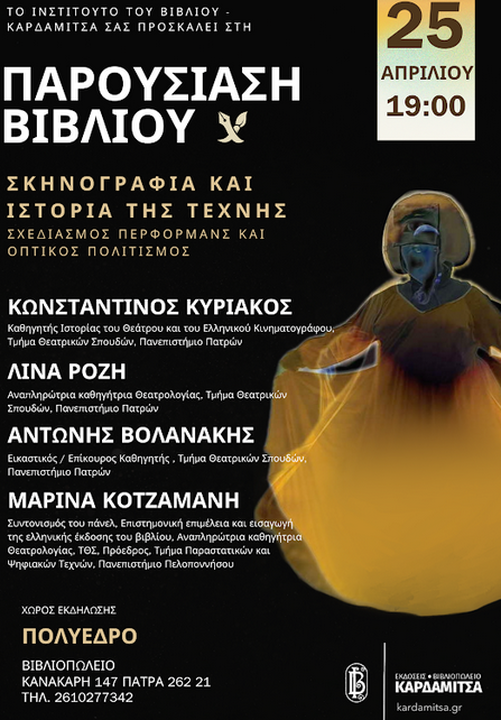 ΤΟ ΙΝΣΤΙΤΟΥΤΟ ΤΟΥ ΒΙΒΛΙΟΥ -
ΚΑΡΔΑΜΙΤΣΑ ΣΑΣ ΠΡΟΣΚΑΛΕΙ ΣΤΗ
25
ΑΠΡΙΛΙΟΥ
19:00
ΠΑΡΟΥΣΙΑΣΗ
ΒΙΒΛΙΟΥ
ΣΚΗΝΟΓΡΑΦΙΑ ΚΑΙ
ΙΣΤΟΡΙΑ ΤΗΣ ΤΕΧΝΗΣ
ΣΧΕΔΙΑΣΜΟΣ ΠΕΡΦΟΡΜΑΝΣ ΚΑΙ
ΟΠΤΙΚΟΣ ΠΟΛΙΤΙΣΜΟΣ
ΚΩΝΣΤΑΝΤΙΝΟΣ ΚΥΡΙΑΚΟΣ
Καθηγητής Ιστορίας του Θεάτρου και του Ελληνικού Κινηματογράφου,
Τμήμα Θεατρικών Σπουδών, Πανεπιστήμιο Πατρών
ΛΙΝΑ ΡΟΖΗ
Αναπληρώτρια καθηγήτρια Θεατρολογίας, Τμήμα Θεατρικών
Σπουδών, Πανεπιστήμιο Πατρών
ΑΝΤΩΝΗΣ ΒΟΛΑΝΑΚΗΣ
Εικαστικός / Επίκουρος Καθηγητής , Τμήμα Θεατρικών Σπουδών,
Πανεπιστήμιο Πατρών
ΜΑΡΙΝΑ ΚΟΤΖΑΜΑΝΗ
Συντονισμός του πάνελ, Επιστημονική επιμέλεια και εισαγωγή
της ελληνικής έκδοσης του βιβλίου, Αναπληρώτρια καθηγήτρια
Θεατρολογίας, ΤΘΣ, Πρόεδρος, Τμήμα Παραστατικών και
Ψηφιακών Τεχνών, Πανεπιστήμιο Πελοποννήσου
ΧΩΡΟΣ ΕΚΔΗΛΩΣΗΣ
ΠΟΛΥΕΔΡΟ
ΒΙΒΛΙΟΠΩΛΕΙΟ
ΚΑΝΑΚΑΡΗ 147 ΠΑΤΡΑ 262 21
ΤΗΛ. 2610277342
ΕΚΔΟΣΕΙΣ • ΒΙΒΛΙΟΠΩΛΕΙΟ
ΚΑΡΔΑΜΙΤΣΑ
kardamitsa.gr